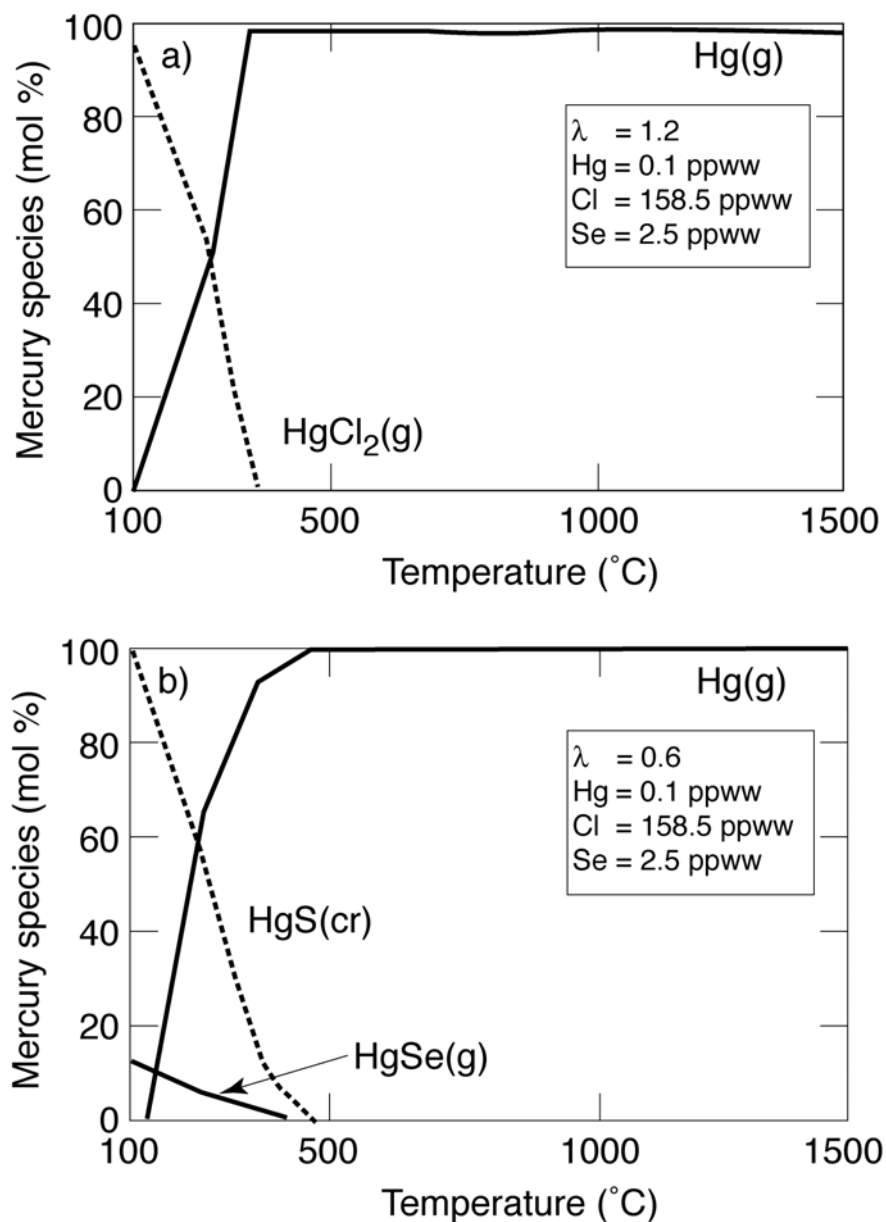 100
a)
Hg(g)
80
λ = 1.2
Hg = 0.1 ppww
Cl = 158.5 ppww
Se = 2.5 ppww
60
40
20
HgCl₂(g)
0
100 500 1000 1500
Temperature (˚C)
Mercury species (mol %)
100
b)
Hg(g)
80
λ = 0.6
Hg = 0.1 ppww
Cl = 158.5 ppww
Se = 2.5 ppww
60
40
HgS(cr)
20
HgSe(g)
0
100 500 1000 1500
Temperature (˚C)
Mercury species (mol %)